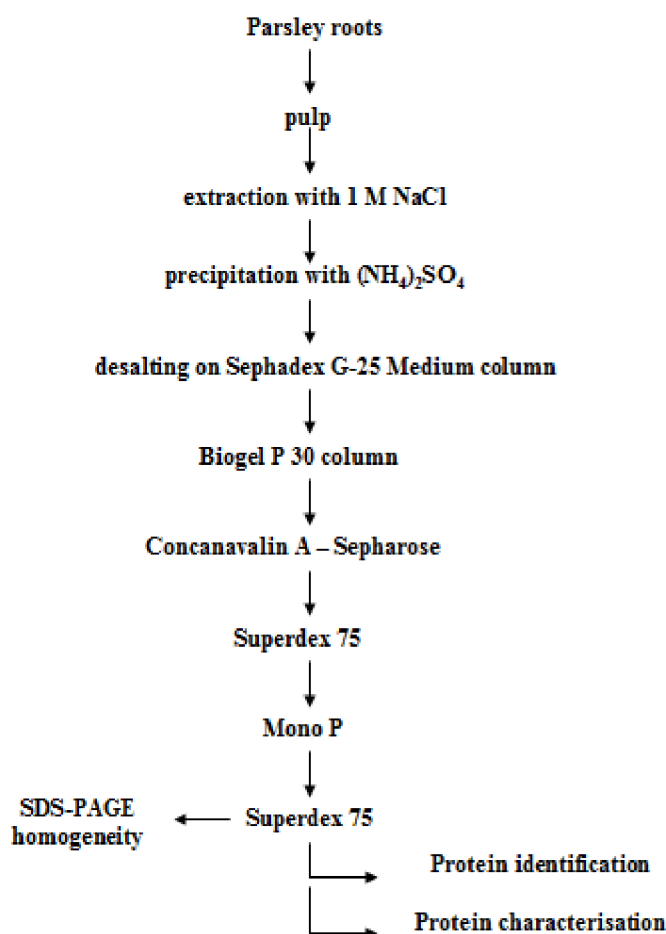 Parsley roots
pulp
extraction with 1 M NaCl
precipitation with (NH₄)₂SO₄
desalting on Sephadex G-25 Medium column
Biogel P 30 column
Concanavalin A – Sepharose
Superdex 75
Mono P
SDS-PAGE
homogeneity
Superdex 75
Protein identification
Protein characterisation